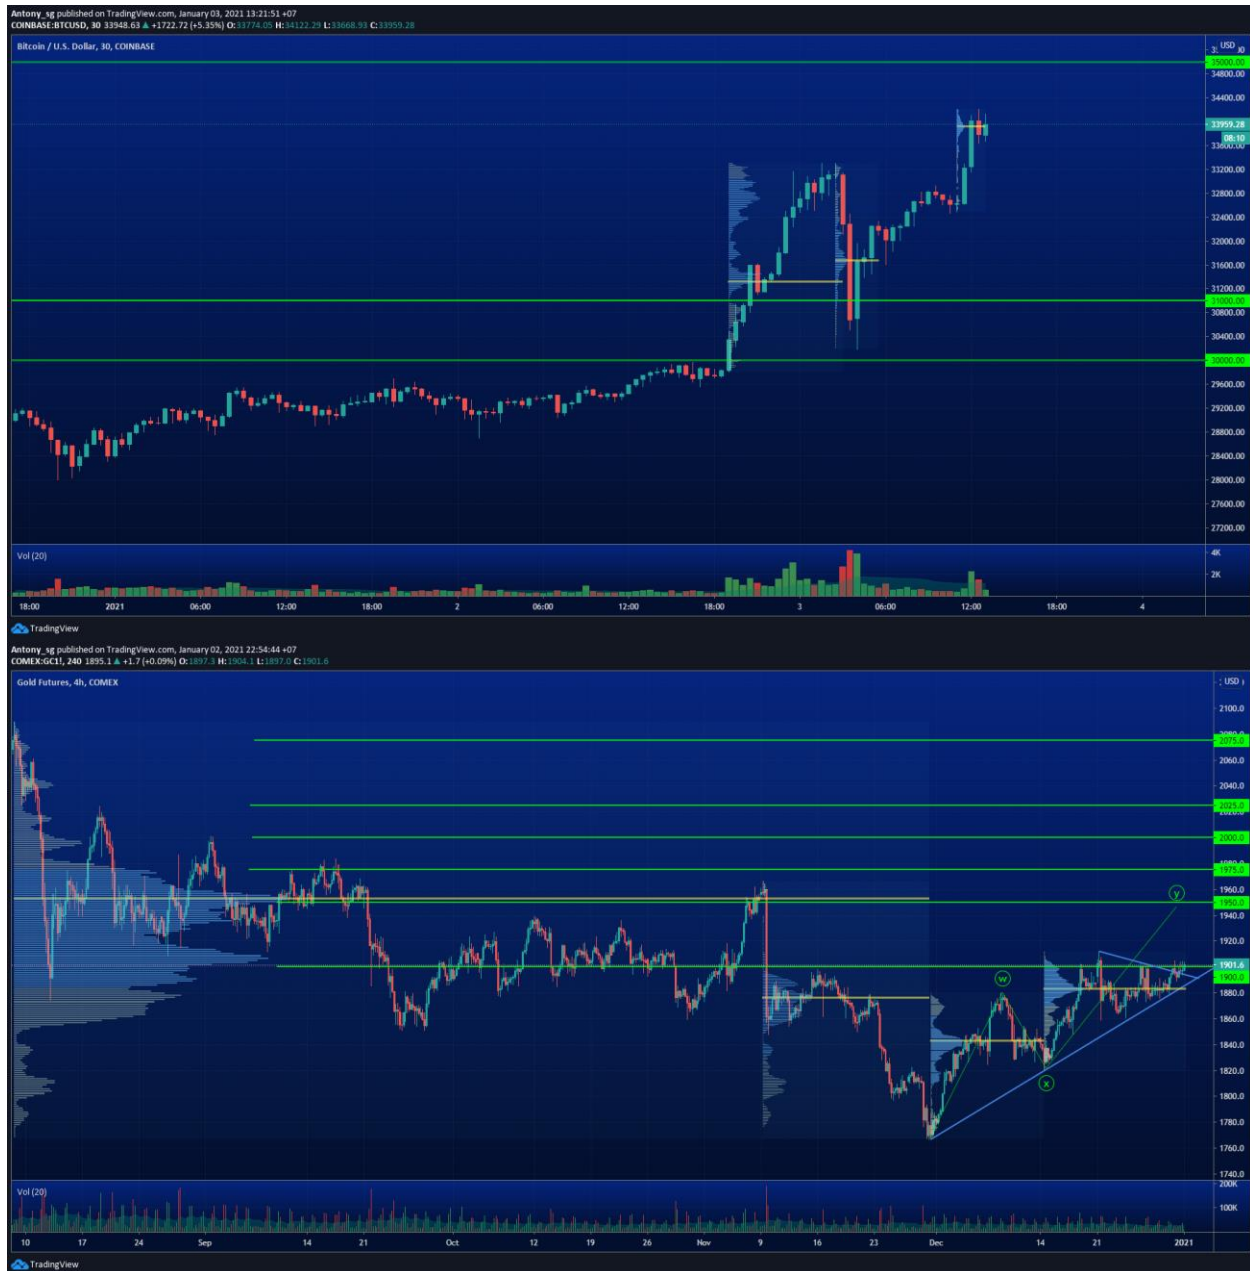 Antony_sg published on TradingView.com, January 03, 2021 13:21:51 +07
COINBASE:BTCUSD, 30 33948.63 ▲ +1722.72 (+5.35%) O:33774.05 H:34122.29 L:33668.93 C:33959.28
Bitcoin / U.S. Dollar, 30, COINBASE
USD
35000.00
34800.00
34400.00
33959.28
08:10
33600.00
33200.00
32800.00
32400.00
32000.00
31600.00
31200.00
31000.00
30800.00
30400.00
30000.00
29600.00
29200.00
28800.00
28400.00
28000.00
27600.00
27200.00
Vol (20)
4K
2K
18:00 2021 06:00 12:00 18:00 2 06:00 12:00 18:00 3 06:00 12:00 18:00 4
TradingView
Antony_sg published on TradingView.com, January 02, 2021 22:54:44 +07
COMEX:GC1!, 240 1895.1 ▲ +1.7 (+0.09%) O:1897.3 H:1904.1 L:1897.0 C:1901.6
Gold Futures, 4h, COMEX
USD
2100.0
2075.0
2060.0
2040.0
2025.0
2000.0
1975.0
1960.0
y
1950.0
1940.0
1920.0
1901.6
1900.0
w
1880.0
1860.0
1840.0
1820.0
x
1800.0
1780.0
1760.0
1740.0
Vol (20)
200K
100K
10 17 24 Sep 14 21 Oct 12 19 26 Nov 9 16 23 Dec 14 21 2021
TradingView